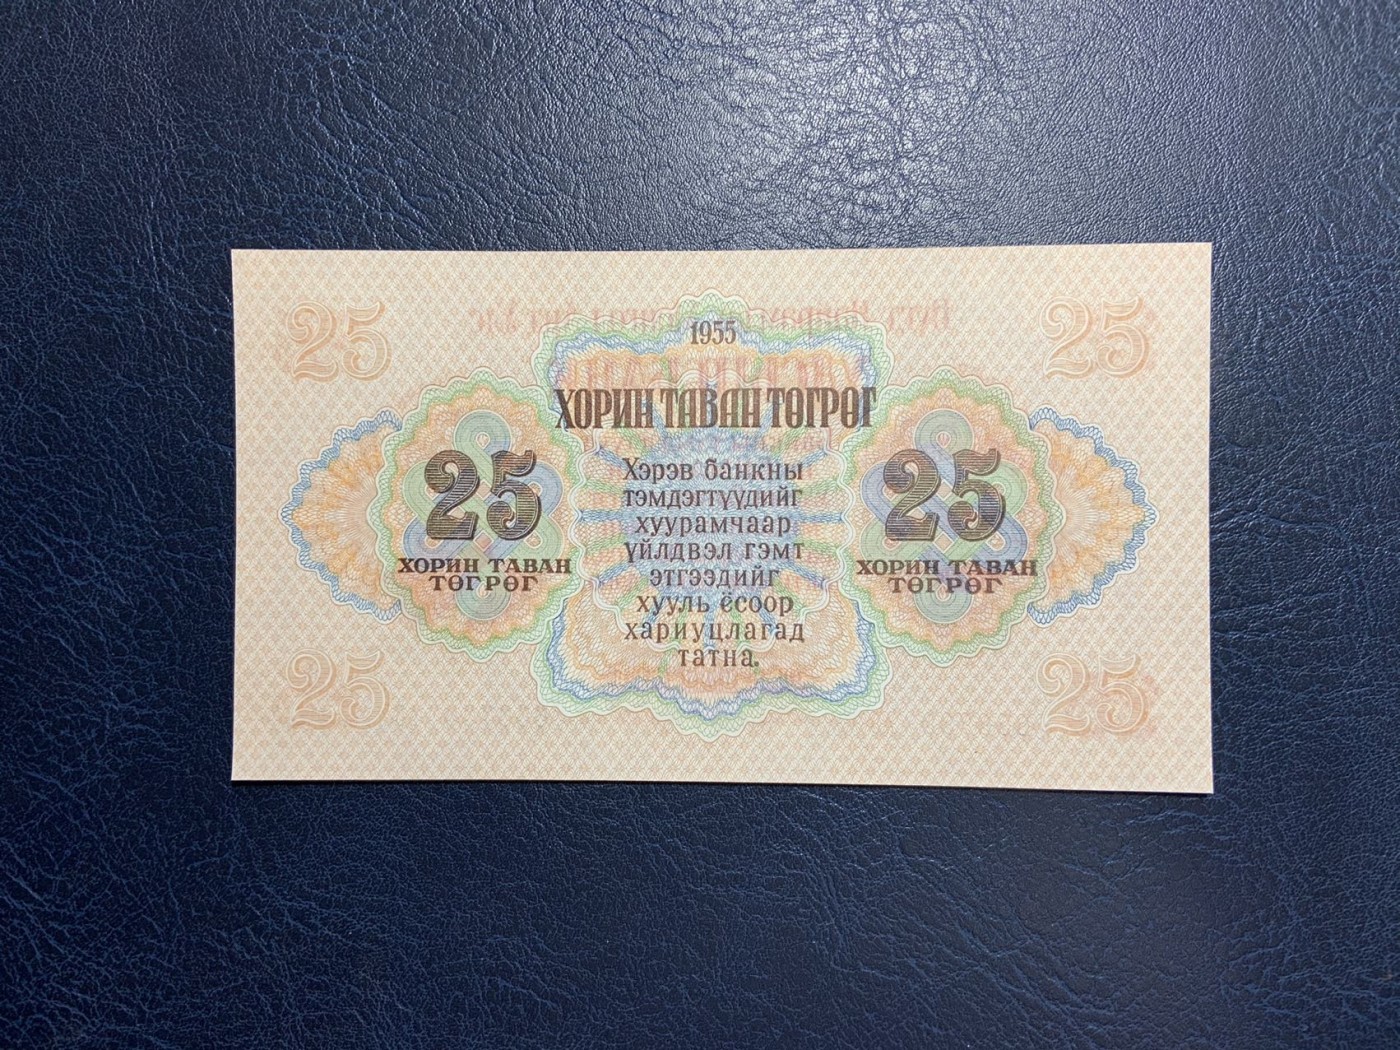 25
25
1955
ХОРИН ТАВАН ТӨГРӨГ
25
ХОРИН ТАВАН
ТӨГРӨГ
Хэрэв банкны
тэмдэгтүүдийг
хуурамчаар
үйлдвэл гэмт
этгээдийг
хууль ёсоор
хариуцлагад
татна.
25
ХОРИН ТАВАН
ТӨГРӨГ
25
25